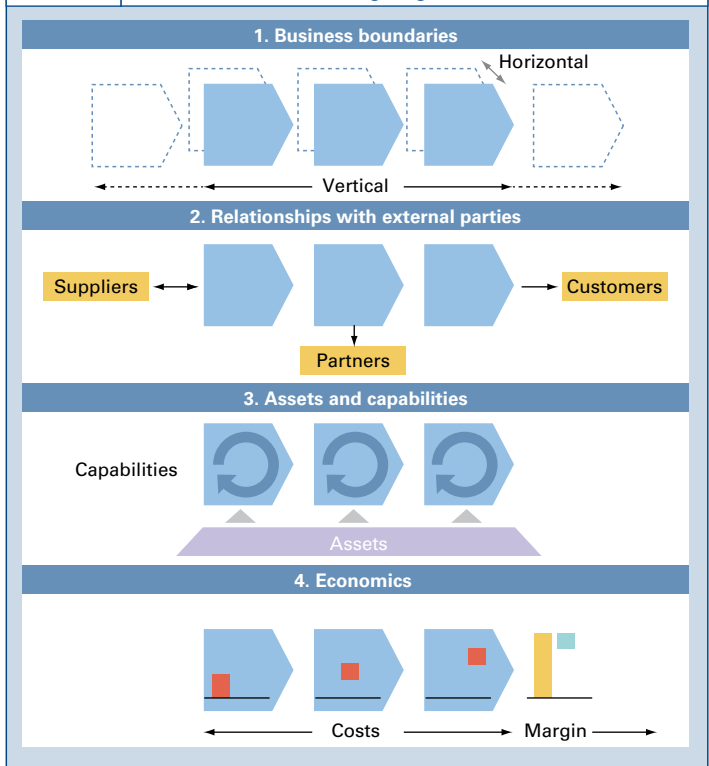 1. Business boundaries
Horizontal
Vertical
2. Relationships with external parties
Suppliers
Customers
Partners
3. Assets and capabilities
Capabilities
Assets
4. Economics
Costs
Margin